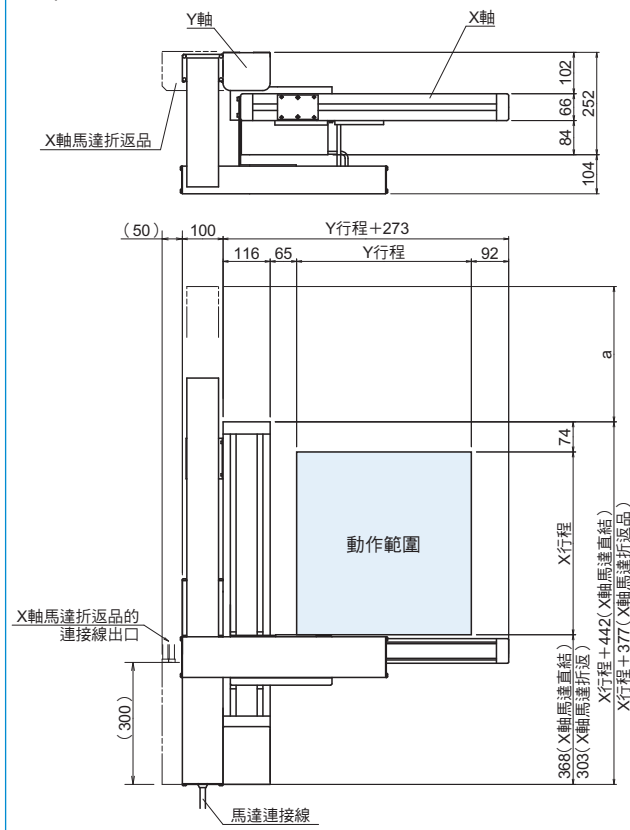 Y軸
X軸
X軸馬達折返品
102
66
84
252
104
(50)
100
Y行程＋273
116
65
Y行程
92
a
74
X行程
動作範圍
X軸馬達折返品的
連接線出口
(300)
368(X軸馬達直結)
303(X軸馬達折返)
X行程＋442(X軸馬達直結)
X行程＋377(X軸馬達折返品)
馬達連接線